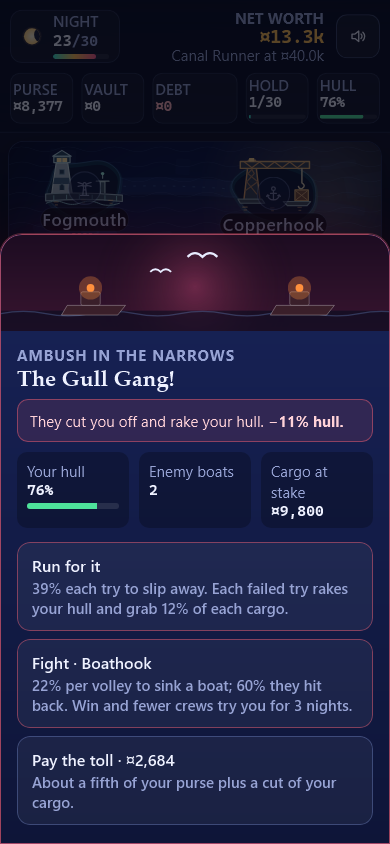 NIGHT
23/30
NET WORTH
¤13.3k
Canal Runner at ¤40.0k
PURSE
¤8,377
VAULT
¤0
DEBT
¤0
HOLD
1/30
HULL
76%
Fogmouth
Copperhook
AMBUSH IN THE NARROWS
The Gull Gang!
They cut you off and rake your hull. −11% hull.
Your hull
76%
Enemy boats
2
Cargo at
stake
¤9,800
Run for it
39% each try to slip away. Each failed try rakes
your hull and grab 12% of each cargo.
Fight · Boathook
22% per volley to sink a boat; 60% they hit
back. Win and fewer crews try you for 3 nights.
Pay the toll · ¤2,684
About a fifth of your purse plus a cut of your
cargo.